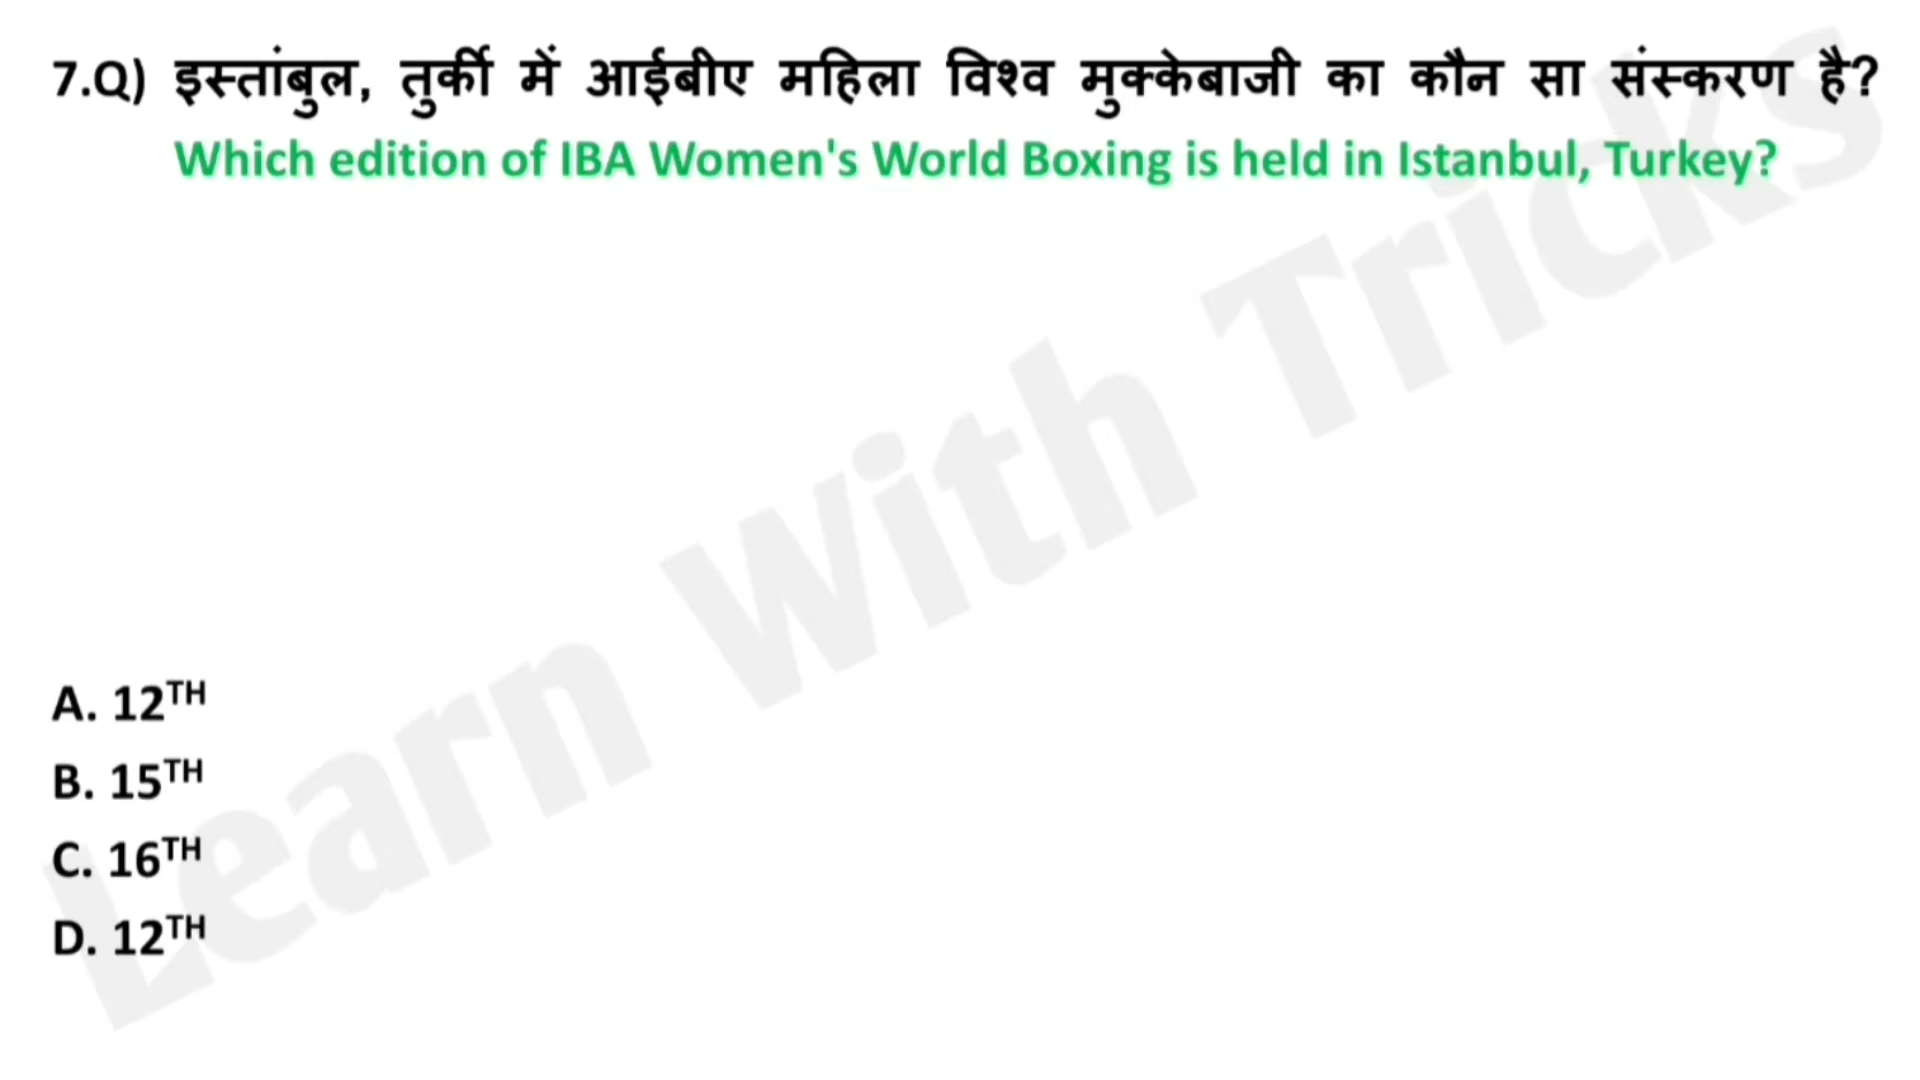 7.Q) इस्तांबुल, तुर्की में आईबीए महिला विश्व मुक्केबाजी का कौन सा संस्करण है?
Which edition of IBA Women's World Boxing is held in Istanbul, Turkey?
Learn With Tricks
A. 12TH
B. 15TH
C. 16TH
D. 12TH